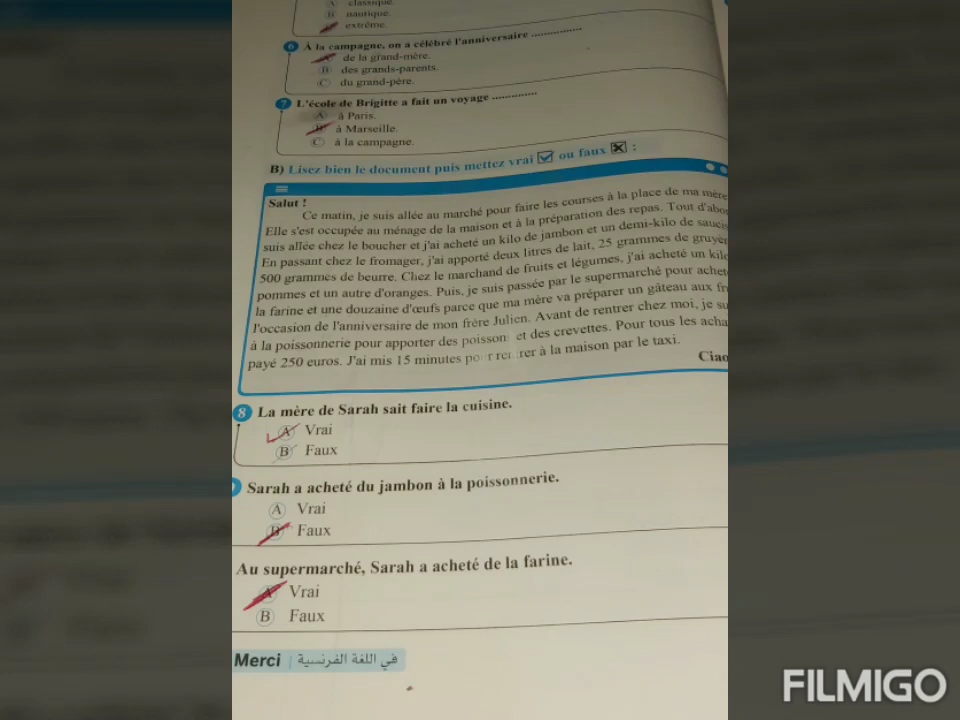 A classique.
B nautique.
extrême.
6 À la campagne, on a célébré l'anniversaire ..............
A de la grand-mère.
B des grands-parents.
C du grand-père.
7 L'école de Brigitte a fait un voyage ..............
A à Paris.
B à Marseille.
C à la campagne.
B) Lisez bien le document puis mettez vrai ou faux :
Salut !
Ce matin, je suis allée au marché pour faire les courses à la place de ma mère
Elle s'est occupée au ménage de la maison et à la préparation des repas. Tout
suis allée chez le boucher et j'ai acheté un kilo de jambon et un demi-kilo de
En passant chez le fromager, j'ai apporté deux litres de lait, 25 grammes de
500 grammes de beurre. Chez le marchand de fruits et légumes, j'ai acheté un
pommes et un autre d'oranges. Puis, je suis passée par le supermarché pour
la farine et une douzaine d'œufs parce que ma mère va préparer un gâteau aux
l'occasion de l'anniversaire de mon frère Julien. Avant de rentrer chez moi, je
à la poissonnerie pour apporter des poissons et des crevettes. Pour tous les
payé 250 euros. J'ai mis 15 minutes pour rentrer à la maison par le taxi.
Ciao
8 La mère de Sarah sait faire la cuisine.
A Vrai
B Faux
Sarah a acheté du jambon à la poissonnerie.
A Vrai
B Faux
Au supermarché, Sarah a acheté de la farine.
A Vrai
B Faux
Merci | في اللغة الفرنسية
FILMIGO